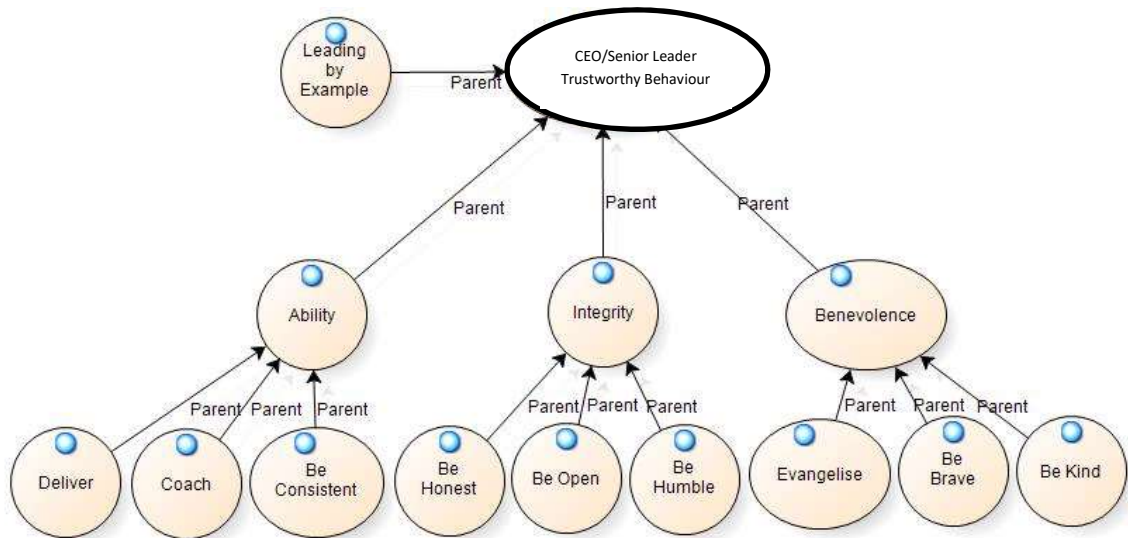 Leading
by
Example
Parent
CEO/Senior Leader
Trustworthy Behaviour
Parent
Parent
Parent
Ability
Integrity
Benevolence
Parent
Parent
Parent
Parent
Parent
Parent
Parent
Parent
Parent
Deliver
Coach
Be
Consistent
Be
Honest
Be Open
Be
Humble
Evangelise
Be
Brave
Be Kind